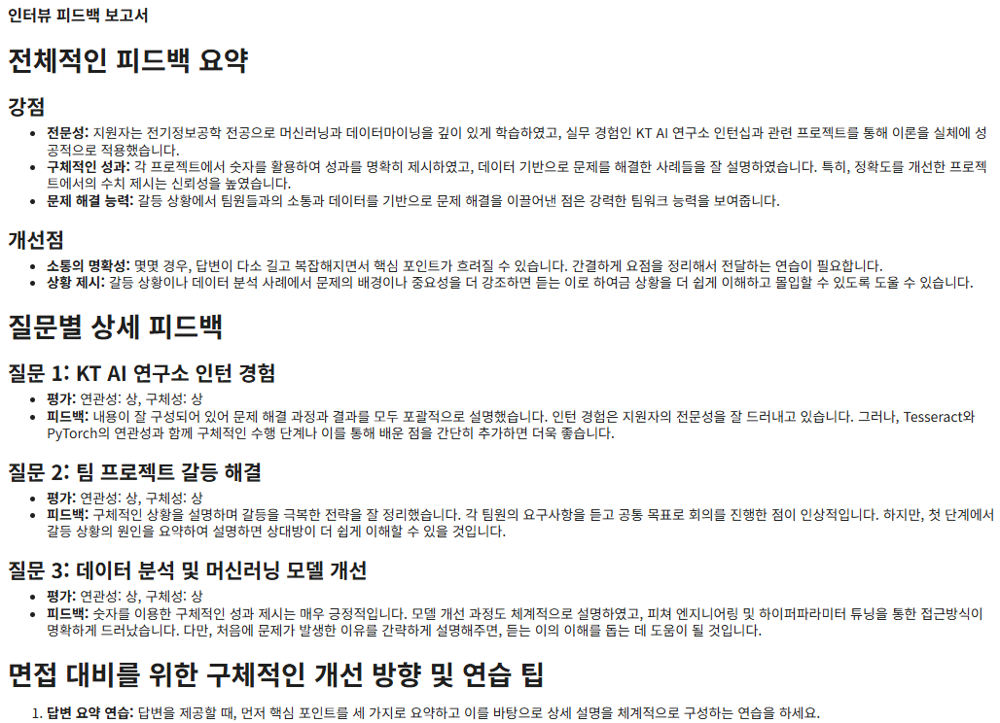 인터뷰 피드백 보고서
전체적인 피드백 요약
강점
• 전문성: 지원자는 전기정보공학 전공으로 머신러닝과 데이터마이닝을 깊이 있게 학습하였고, 실무 경험인 KT AI 연구소 인턴십과 관련 프로젝트를 통해 이론을 실체에 성
공적으로 적용했습니다.
• 구체적인 성과: 각 프로젝트에서 숫자를 활용하여 성과를 명확히 제시하였고, 데이터 기반으로 문제를 해결한 사례들을 잘 설명하였습니다. 특히, 정확도를 개선한 프로젝
트에서의 수치 제시는 신뢰성을 높였습니다.
• 문제 해결 능력: 갈등 상황에서 팀원들과의 소통과 데이터를 기반으로 문제 해결을 이끌어낸 점은 강력한 팀워크 능력을 보여줍니다.
개선점
• 소통의 명확성: 몇몇 경우, 답변이 다소 길고 복잡해지면서 핵심 포인트가 흐려질 수 있습니다. 간결하게 요점을 정리해서 전달하는 연습이 필요합니다.
• 상황 제시: 갈등 상황이나 데이터 분석 사례에서 문제의 배경이나 중요성을 더 강조하면 듣는 이로 하여금 상황을 더 쉽게 이해하고 몰입할 수 있도록 도울 수 있습니다.
질문별 상세 피드백
질문 1: KT AI 연구소 인턴 경험
• 평가: 연관성: 상, 구체성: 상
• 피드백: 내용이 잘 구성되어 있어 문제 해결 과정과 결과를 모두 포괄적으로 설명했습니다. 인턴 경험은 지원자의 전문성을 잘 드러내고 있습니다. 그러나, Tesseract와
PyTorch의 연관성과 함께 구체적인 수행 단계나 이를 통해 배운 점을 간단히 추가하면 더욱 좋습니다.
질문 2: 팀 프로젝트 갈등 해결
• 평가: 연관성: 상, 구체성: 상
• 피드백: 구체적인 상황을 설명하며 갈등을 극복한 전략을 잘 정리했습니다. 각 팀원의 요구사항을 듣고 공통 목표로 회의를 진행한 점이 인상적입니다. 하지만, 첫 단계에서
갈등 상황의 원인을 요약하여 설명하면 상대방이 더 쉽게 이해할 수 있을 것입니다.
질문 3: 데이터 분석 및 머신러닝 모델 개선
• 평가: 연관성: 상, 구체성: 상
• 피드백: 숫자를 이용한 구체적인 성과 제시는 매우 긍정적입니다. 모델 개선 과정도 체계적으로 설명하였고, 피쳐 엔지니어링 및 하이퍼파라미터 튜닝을 통한 접근방식이
명확하게 드러났습니다. 다만, 처음에 문제가 발생한 이유를 간략하게 설명해주면, 듣는 이의 이해를 돕는 데 도움이 될 것입니다.
면접 대비를 위한 구체적인 개선 방향 및 연습 팁
1. 답변 요약 연습: 답변을 제공할 때, 먼저 핵심 포인트를 세 가지로 요약하고 이를 바탕으로 상세 설명을 체계적으로 구성하는 연습을 하세요.